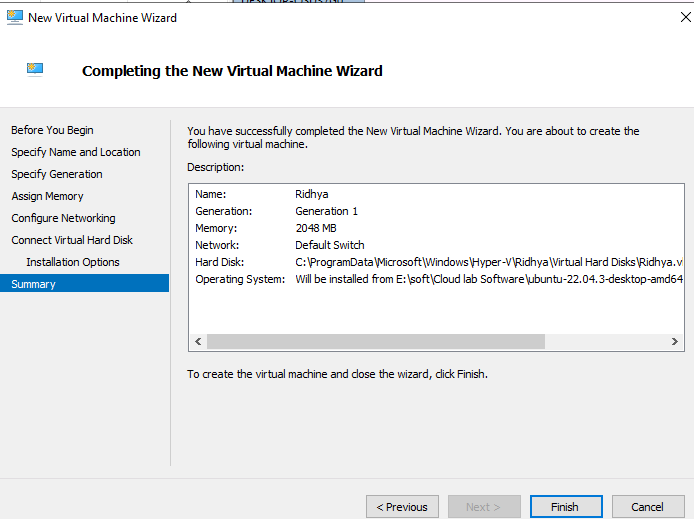 New Virtual Machine Wizard
Completing the New Virtual Machine Wizard
Before You Begin
Specify Name and Location
Specify Generation
Assign Memory
Configure Networking
Connect Virtual Hard Disk
Installation Options
Summary
You have successfully completed the New Virtual Machine Wizard. You are about to create the
following virtual machine.
Description:
Name: Ridhya
Generation: Generation 1
Memory: 2048 MB
Network: Default Switch
Hard Disk: C:\ProgramData\Microsoft\Windows\Hyper-V\Ridhya\Virtual Hard Disks\Ridhya.v
Operating System: Will be installed from E:\soft\Cloud lab Software\ubuntu-22.04.3-desktop-amd64
To create the virtual machine and close the wizard, click Finish.
< Previous
Next >
Finish
Cancel